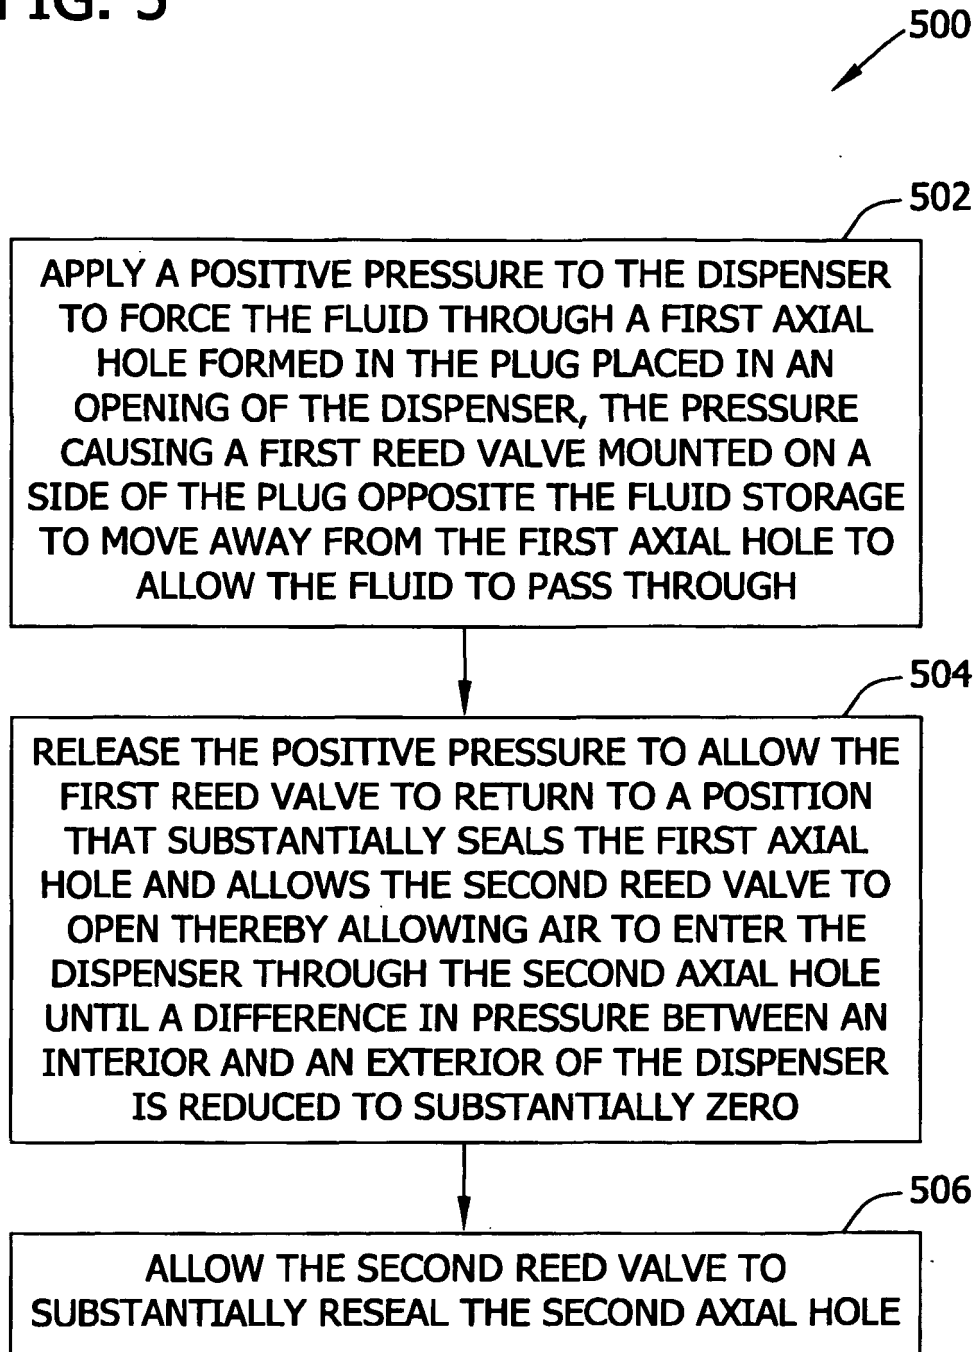 FIG. 5
500
502
APPLY A POSITIVE PRESSURE TO THE DISPENSER
TO FORCE THE FLUID THROUGH A FIRST AXIAL
HOLE FORMED IN THE PLUG PLACED IN AN
OPENING OF THE DISPENSER, THE PRESSURE
CAUSING A FIRST REED VALVE MOUNTED ON A
SIDE OF THE PLUG OPPOSITE THE FLUID STORAGE
TO MOVE AWAY FROM THE FIRST AXIAL HOLE TO
ALLOW THE FLUID TO PASS THROUGH
504
RELEASE THE POSITIVE PRESSURE TO ALLOW THE
FIRST REED VALVE TO RETURN TO A POSITION
THAT SUBSTANTIALLY SEALS THE FIRST AXIAL
HOLE AND ALLOWS THE SECOND REED VALVE TO
OPEN THEREBY ALLOWING AIR TO ENTER THE
DISPENSER THROUGH THE SECOND AXIAL HOLE
UNTIL A DIFFERENCE IN PRESSURE BETWEEN AN
INTERIOR AND AN EXTERIOR OF THE DISPENSER
IS REDUCED TO SUBSTANTIALLY ZERO
506
ALLOW THE SECOND REED VALVE TO
SUBSTANTIALLY RESEAL THE SECOND AXIAL HOLE